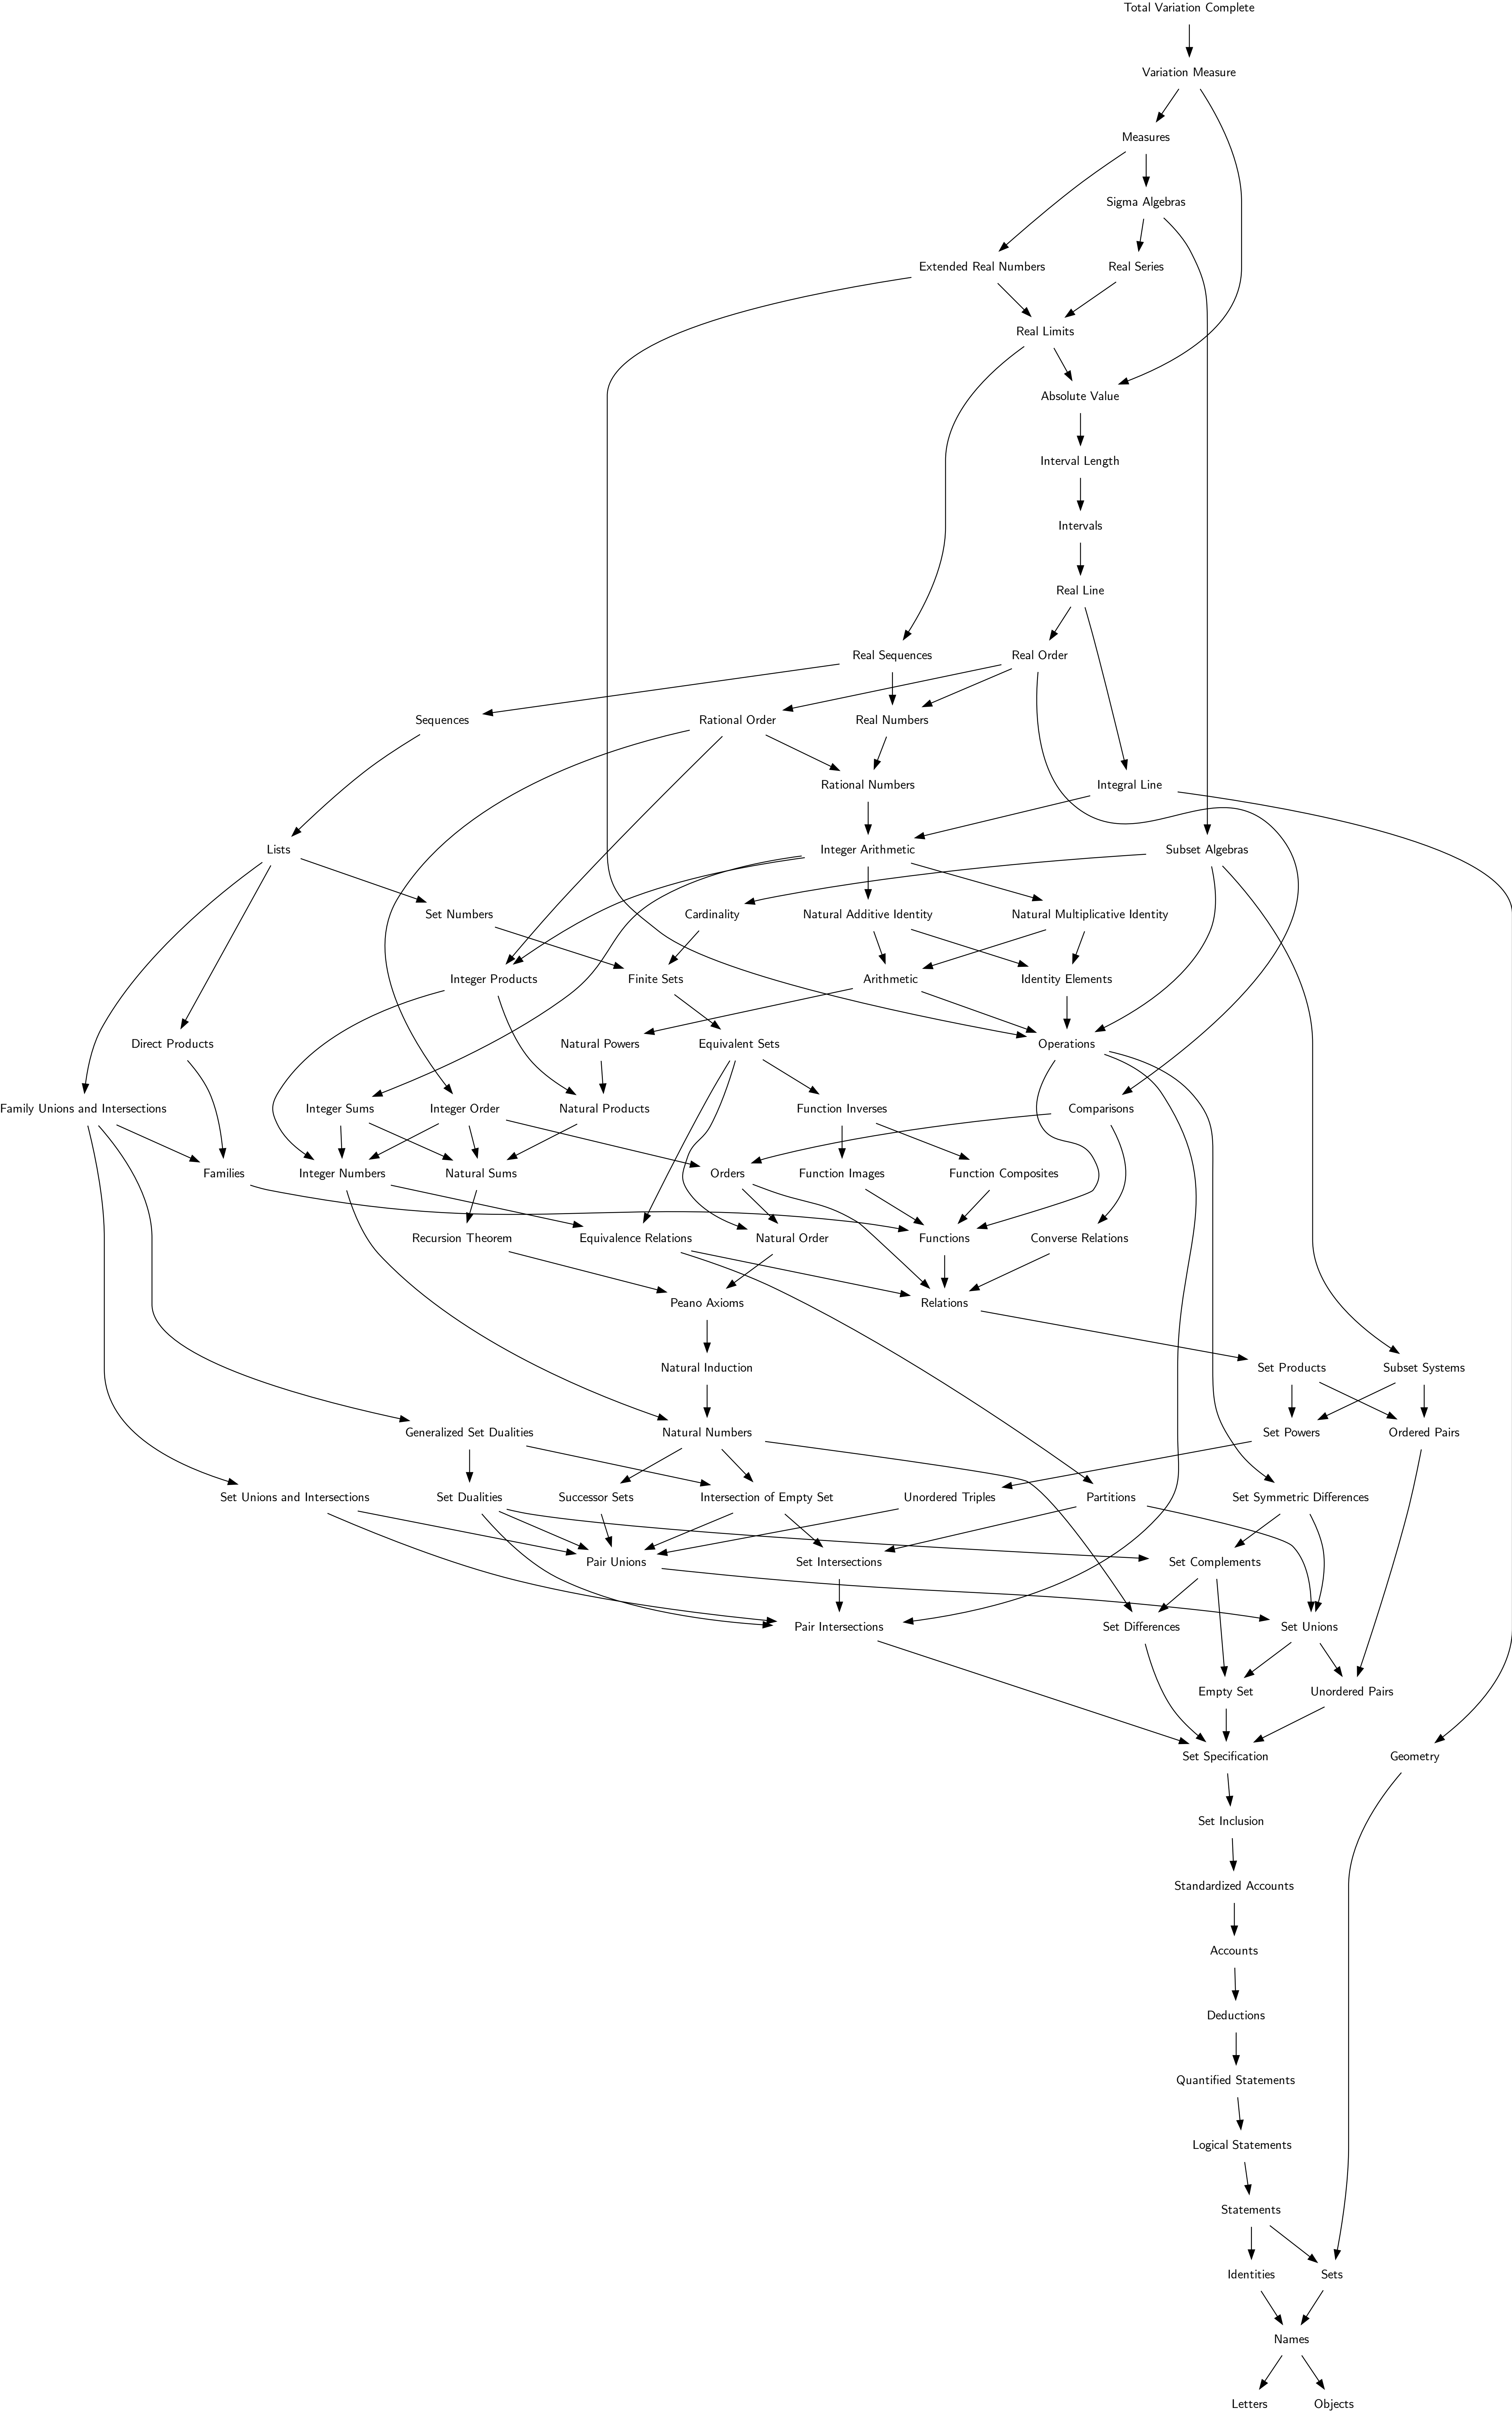 Total Variation Complete
Variation Measure
Measures
Sigma Algebras
Extended Real Numbers
Real Series
Real Limits
Absolute Value
Interval Length
Intervals
Real Line
Real Sequences
Real Order
Sequences
Rational Order
Real Numbers
Rational Numbers
Integral Line
Lists
Integer Arithmetic
Subset Algebras
Set Numbers
Cardinality
Natural Additive Identity
Natural Multiplicative Identity
Integer Products
Finite Sets
Arithmetic
Identity Elements
Direct Products
Natural Powers
Equivalent Sets
Operations
Family Unions and Intersections
Integer Sums
Integer Order
Natural Products
Function Inverses
Comparisons
Families
Integer Numbers
Natural Sums
Orders
Function Images
Function Composites
Recursion Theorem
Equivalence Relations
Natural Order
Functions
Converse Relations
Peano Axioms
Relations
Natural Induction
Set Products
Subset Systems
Generalized Set Dualities
Natural Numbers
Set Powers
Ordered Pairs
Set Unions and Intersections
Set Dualities
Successor Sets
Intersection of Empty Set
Unordered Triples
Partitions
Set Symmetric Differences
Pair Unions
Set Intersections
Set Complements
Pair Intersections
Set Differences
Set Unions
Empty Set
Unordered Pairs
Set Specification
Geometry
Set Inclusion
Standardized Accounts
Accounts
Deductions
Quantified Statements
Logical Statements
Statements
Identities
Sets
Names
Letters
Objects